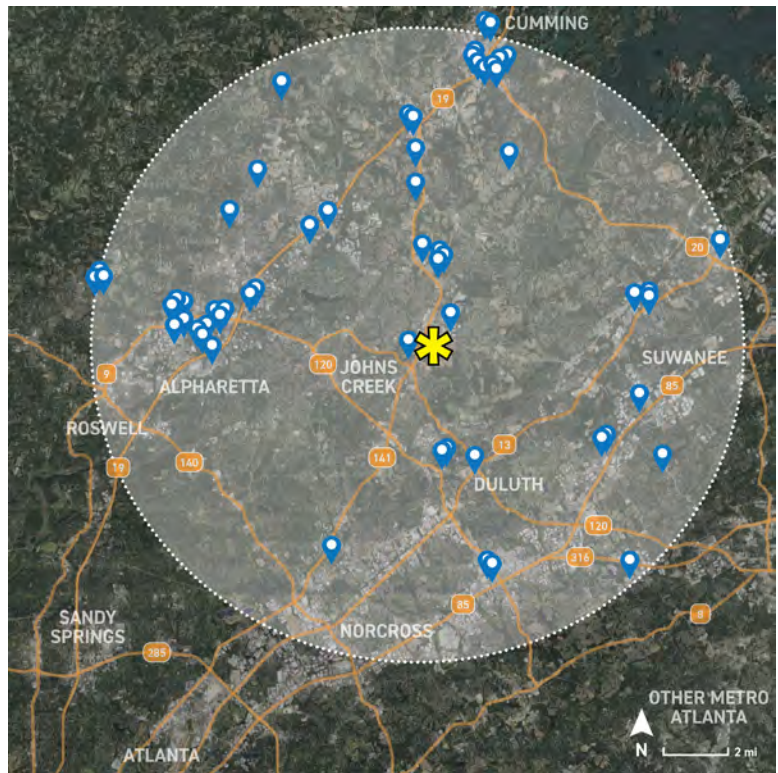 CUMMING
19
20
JOHNS
CREEK
120
SUWANEE
85
ALPHARETTA
9
ROSWELL
13
141
140
19
DULUTH
120
316
85
8
SANDY
SPRINGS
NORCROSS
285
OTHER METRO
ATLANTA
ATLANTA
N
2 mi